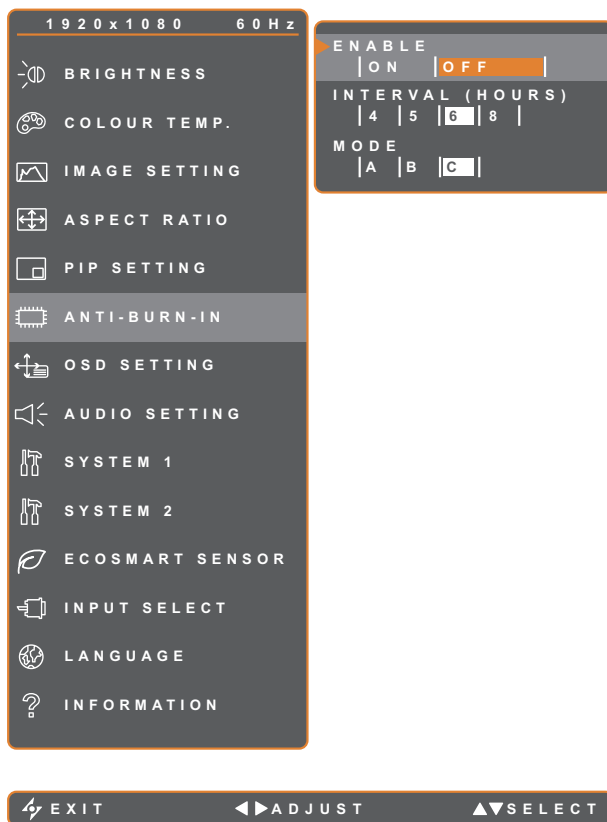 1920x1080 60Hz
BRIGHTNESS
COLOUR TEMP.
IMAGE SETTING
ASPECT RATIO
PIP SETTING
ANTI-BURN-IN
OSD SETTING
AUDIO SETTING
SYSTEM 1
SYSTEM 2
ECOSMART SENSOR
INPUT SELECT
LANGUAGE
INFORMATION
ENABLE
ON OFF
INTERVAL (HOURS)
4 5 6 8
MODE
A B C
EXIT ADJUST SELECT